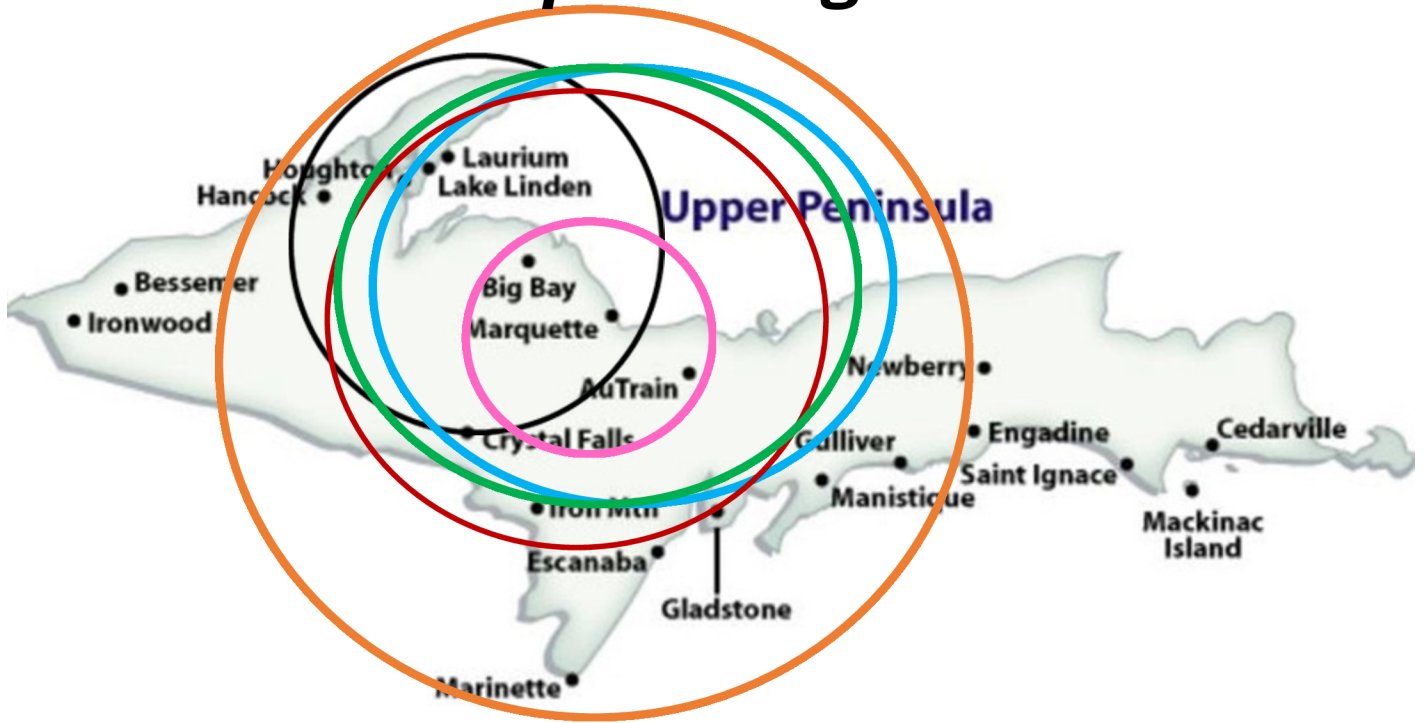 Laurium
Houghton
Lake Linden
Hancock
Upper Peninsula
Big Bay
Bessemer
Ironwood
Marquette
Newberry
AuTrain
Crystal Falls
Gulliver
Engadine
Cedarville
Saint Ignace
Manistique
Iron Mtn
Mackinac
Island
Escanaba
Gladstone
Marinette